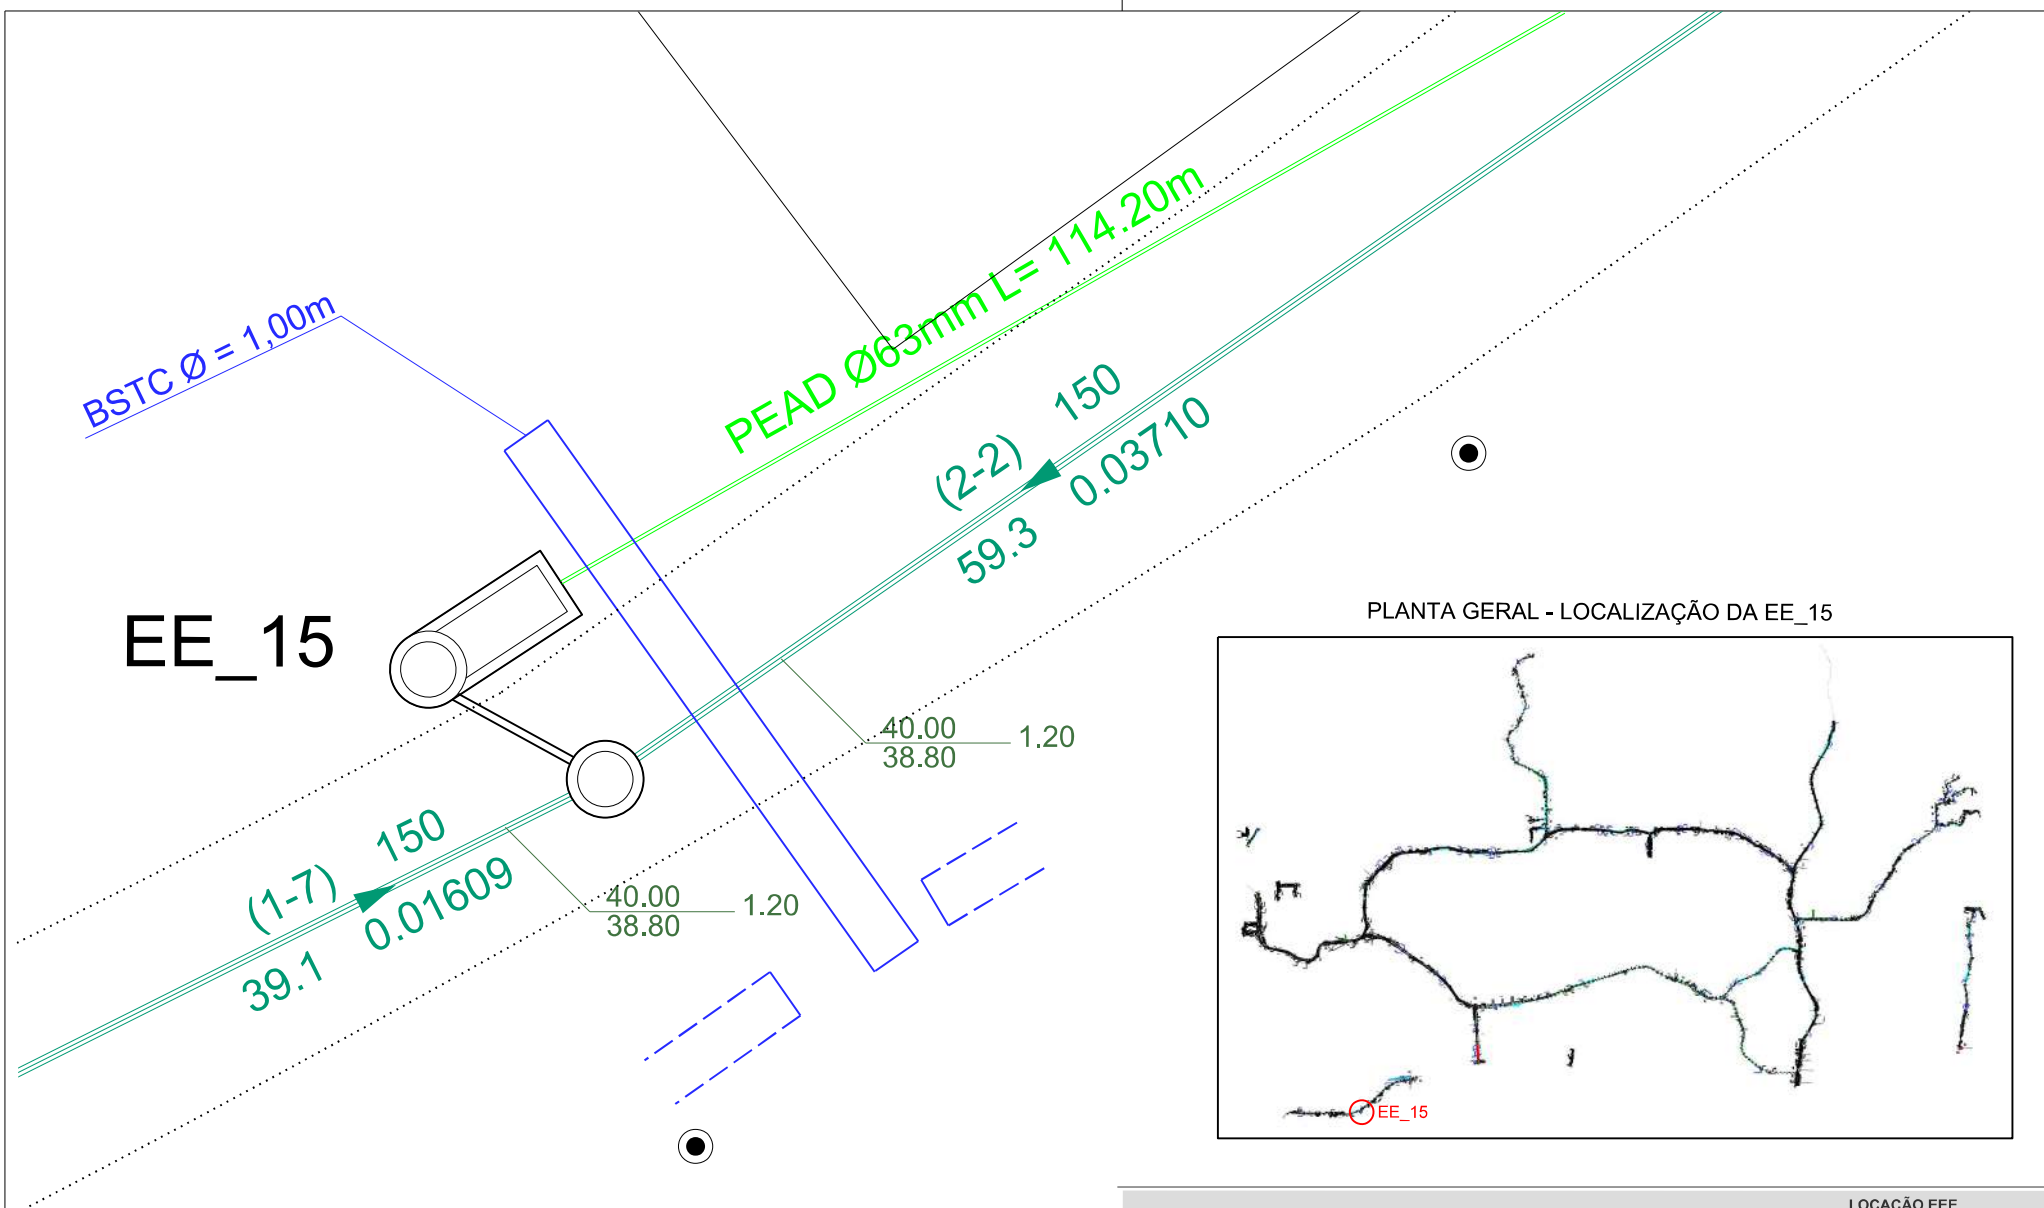 PEAD Ø63mm L= 114.20m
BSTC Ø = 1,00m
(2-2) 150
59.3 0.03710
EE_15
PLANTA GERAL - LOCALIZAÇÃO DA EE_15
40.00
38.80
1.20
(1-7) 150
39.1 0.01609
40.00
38.80
1.20
EE_15
LOCAÇÃO EEE